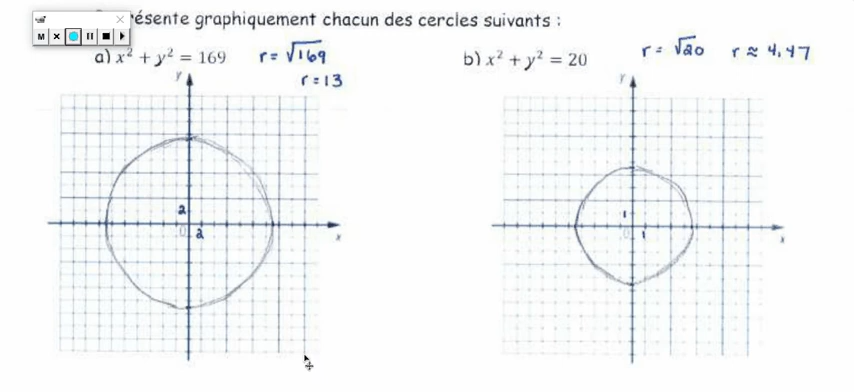 présente graphiquement chacun des cercles suivants :
M ×
a) x² + y² = 169 r = √169
r = 13
b) x² + y² = 20 r = √20 r ≈ 4,47
y
2
0 2
x
y
1
0 1
x